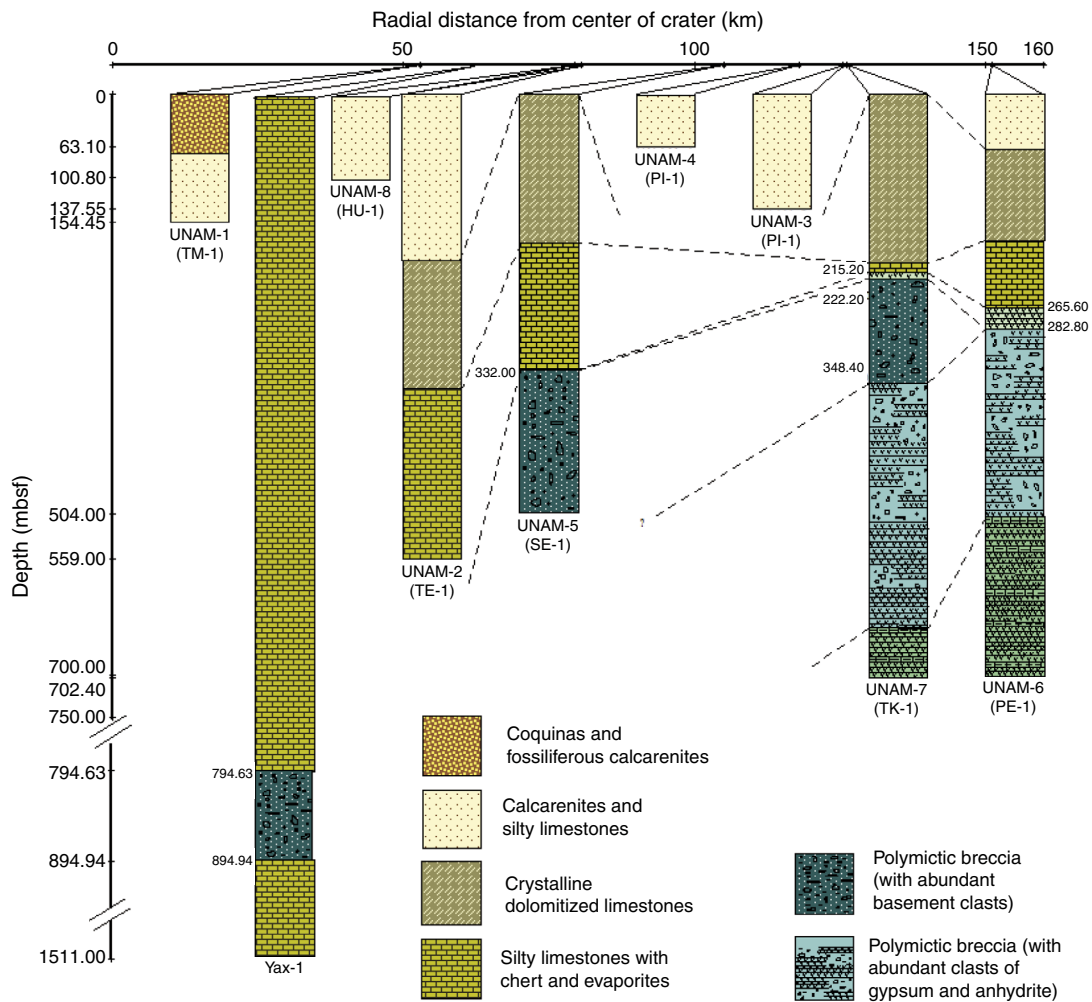 Radial distance from center of crater (km)
0
50
100
150
160
0
63.10
100.80
137.55
154.45
504.00
559.00
700.00
702.40
750.00
794.63
894.94
1511.00
Depth (mbsf)
UNAM-1
(TM-1)
794.63
894.94
Yax-1
UNAM-8
(HU-1)
UNAM-2
(TE-1)
332.00
UNAM-5
(SE-1)
UNAM-4
(PI-1)
UNAM-3
(PI-1)
215.20
222.20
348.40
UNAM-7
(TK-1)
265.60
282.80
UNAM-6
(PE-1)
?
Coquinas and
fossiliferous calcarenites
Calcarenites and
silty limestones
Crystalline
dolomitized limestones
Silty limestones with
chert and evaporites
Polymictic breccia
(with abundant
basement clasts)
Polymictic breccia (with
abundant clasts of
gypsum and anhydrite)